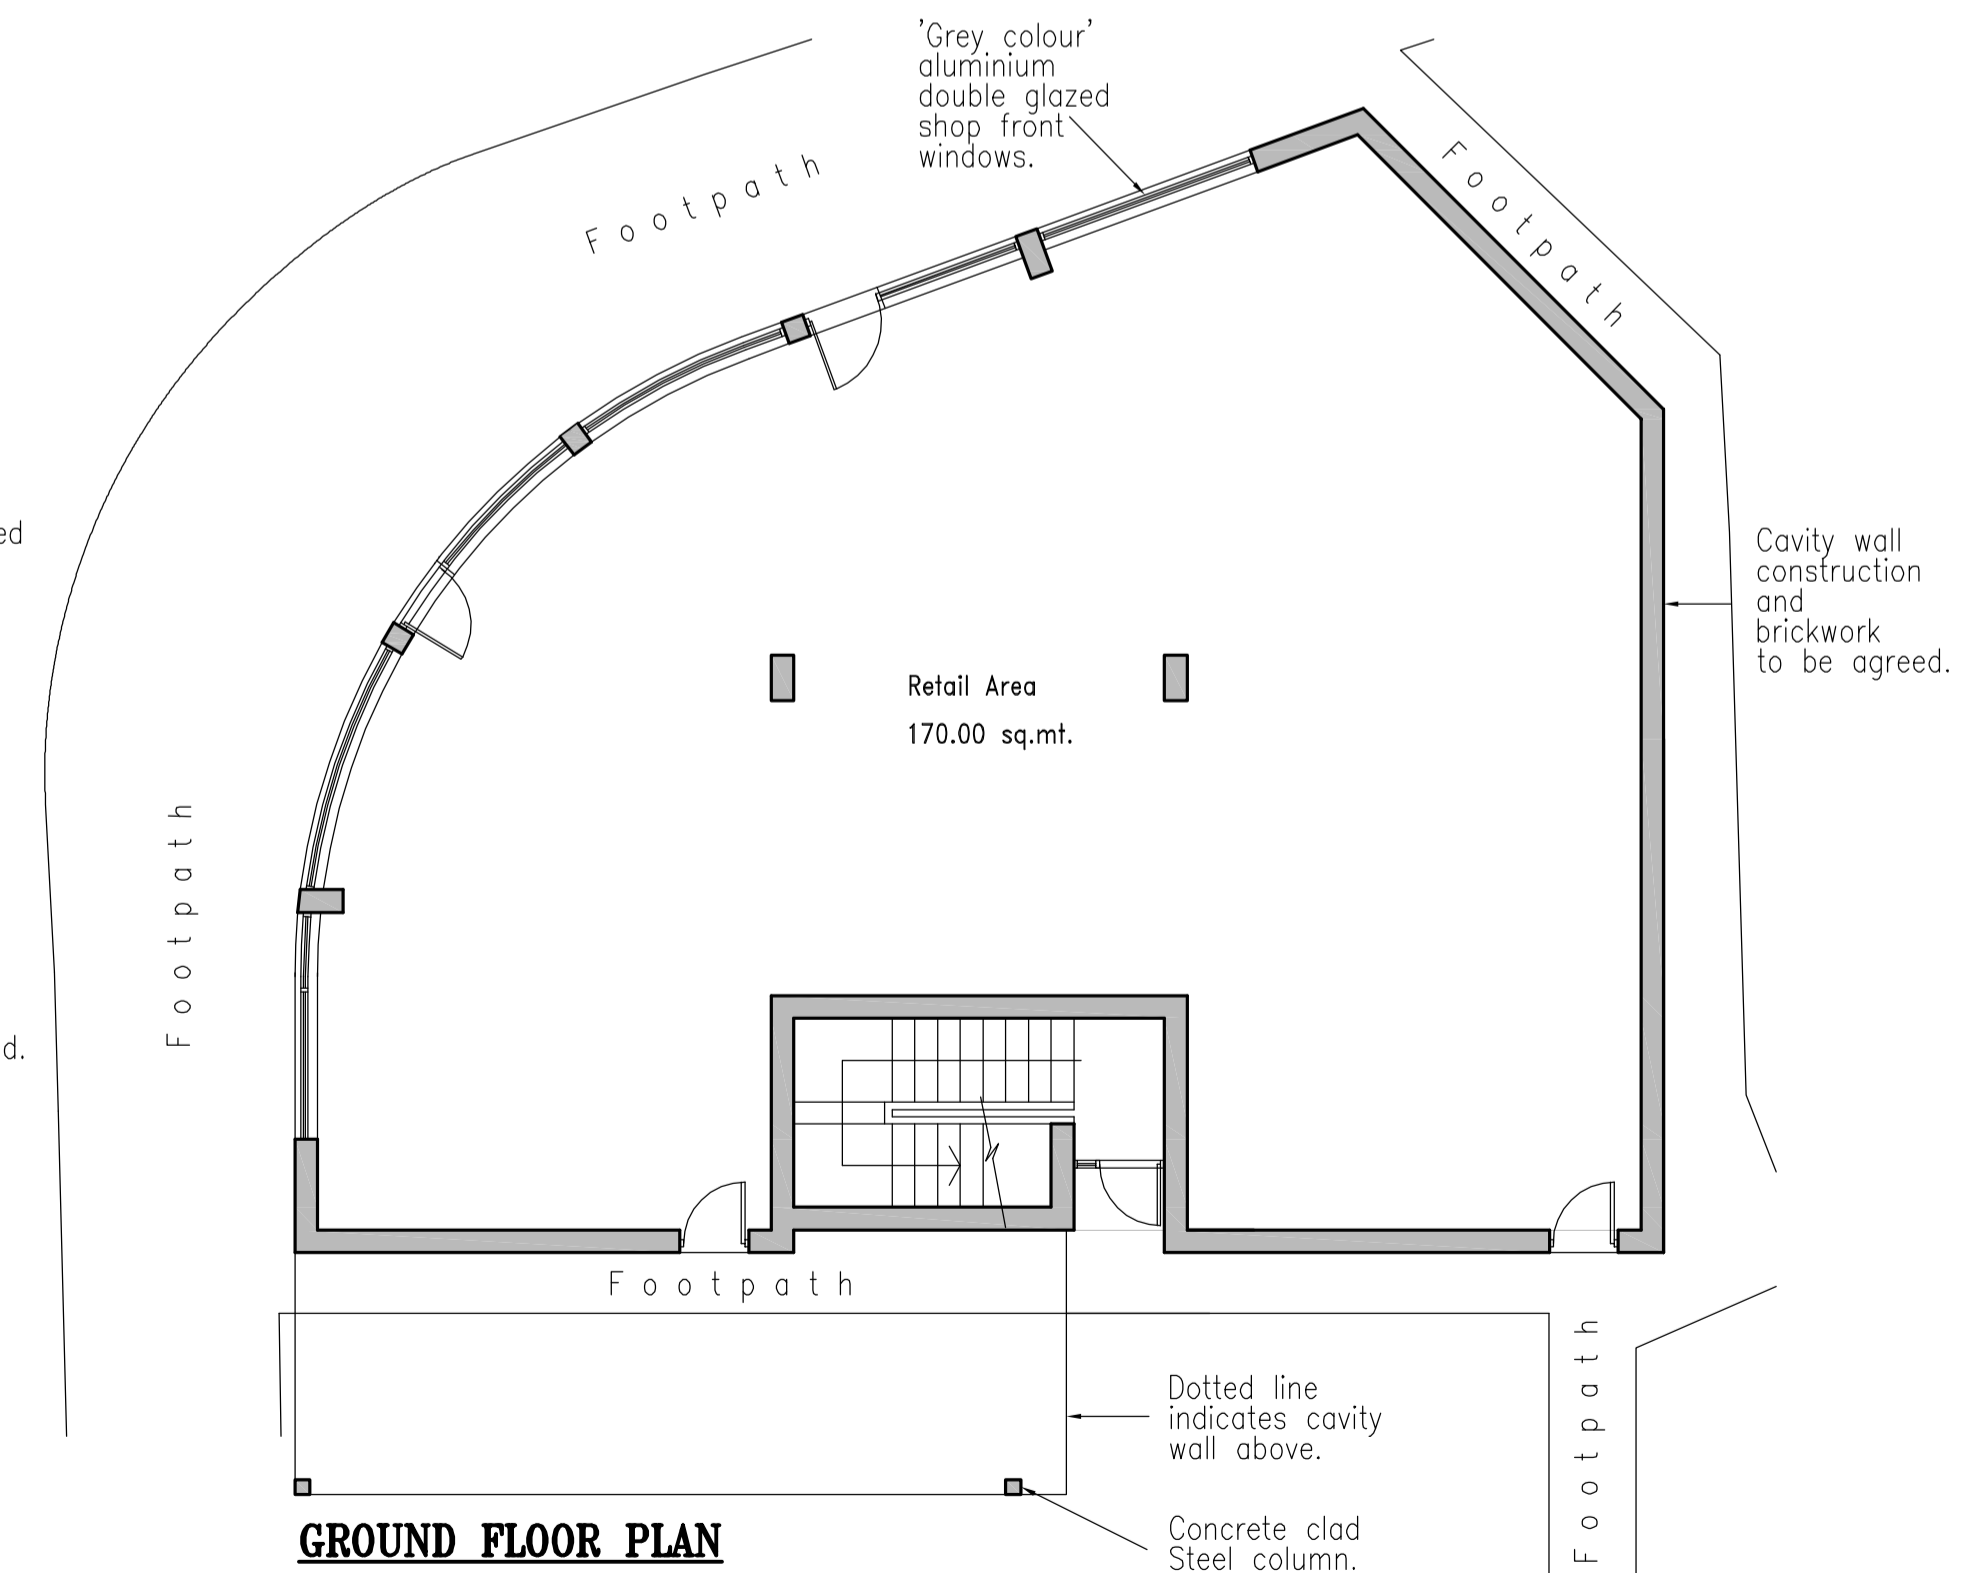 'Grey colour'
aluminium
double glazed
shop front
windows.
Footpath
Footpath
ed
Cavity wall
construction
and
brickwork
to be agreed.
Retail Area
170.00 sq.mt.
Footpath
d.
Footpath
Footpath
Dotted line
indicates cavity
wall above.
Concrete clad
Steel column.
GROUND FLOOR PLAN